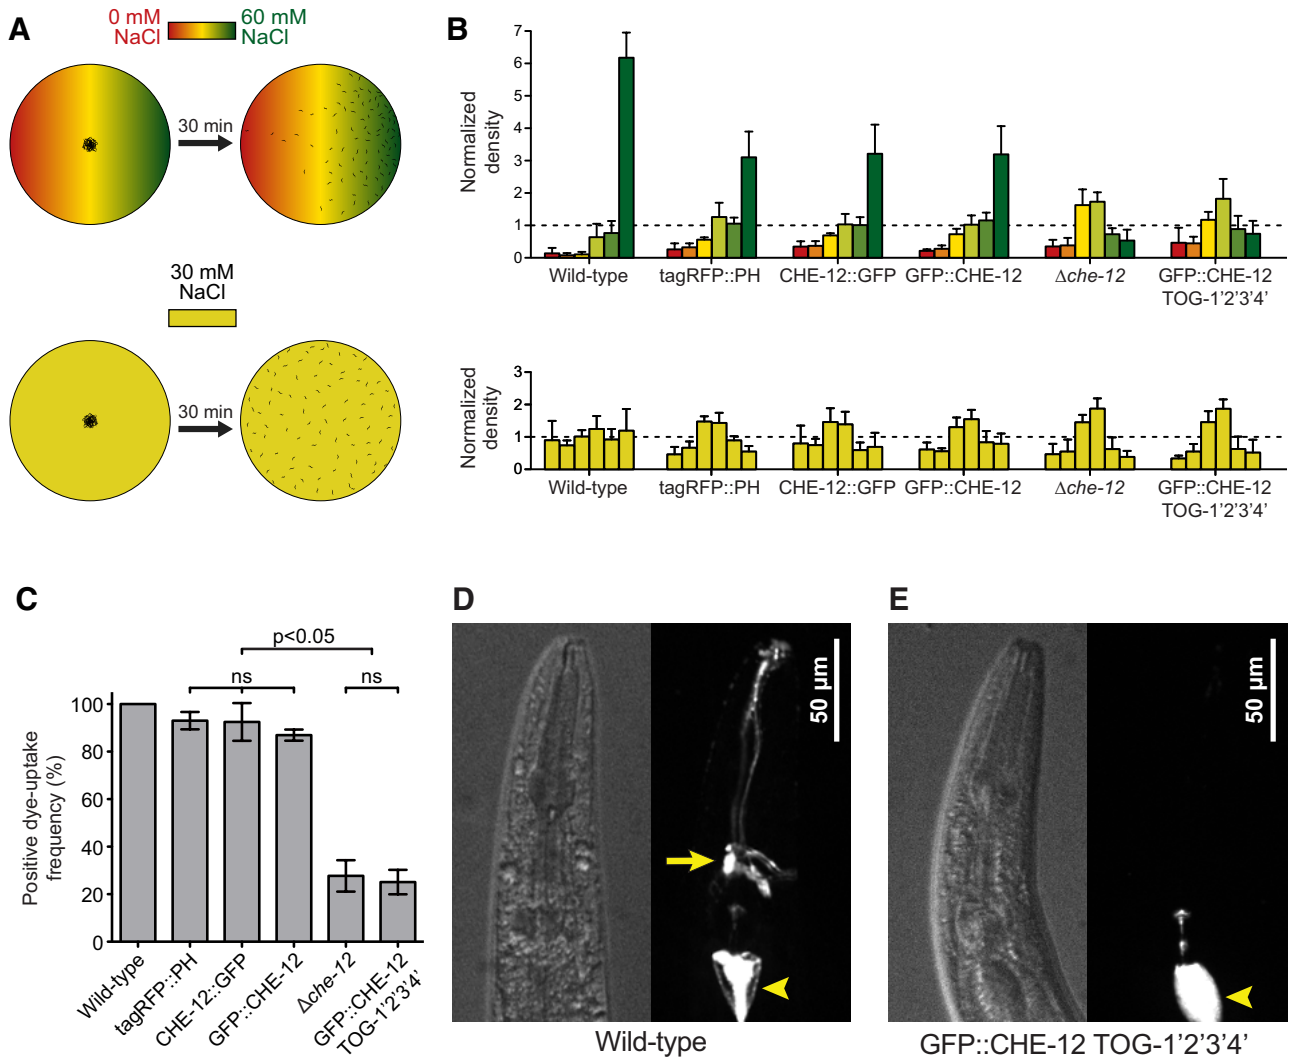 A
0 mM
NaCl
60 mM
NaCl
30 min
30 mM
NaCl
30 min
B
Normalized
density
7
6
5
4
3
2
1
0
Wild-type
tagRFP::PH
CHE-12::GFP
GFP::CHE-12
Δche-12
GFP::CHE-12
TOG-1'2'3'4'
Normalized
density
3
2
1
0
Wild-type
tagRFP::PH
CHE-12::GFP
GFP::CHE-12
Δche-12
GFP::CHE-12
TOG-1'2'3'4'
C
p<0.05
ns
ns
Positive dye-uptake
frequency (%)
100
80
60
40
20
0
Wild-type
tagRFP::PH
CHE-12::GFP
GFP::CHE-12
Δche-12
GFP::CHE-12
TOG-1'2'3'4'
D
50 µm
Wild-type
E
50 µm
GFP::CHE-12 TOG-1'2'3'4'